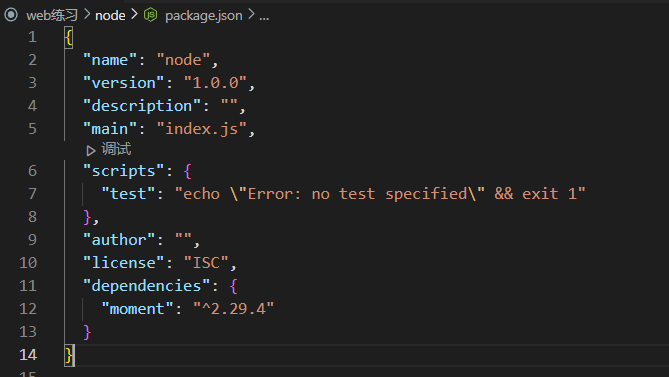 web练习 > node > package.json > ...
1 {
2 "name": "node",
3 "version": "1.0.0",
4 "description": "",
5 "main": "index.js",
调试
6 "scripts": {
7 "test": "echo \"Error: no test specified\" && exit 1"
8 },
9 "author": "",
10 "license": "ISC",
11 "dependencies": {
12 "moment": "^2.29.4"
13 }
14 }
15